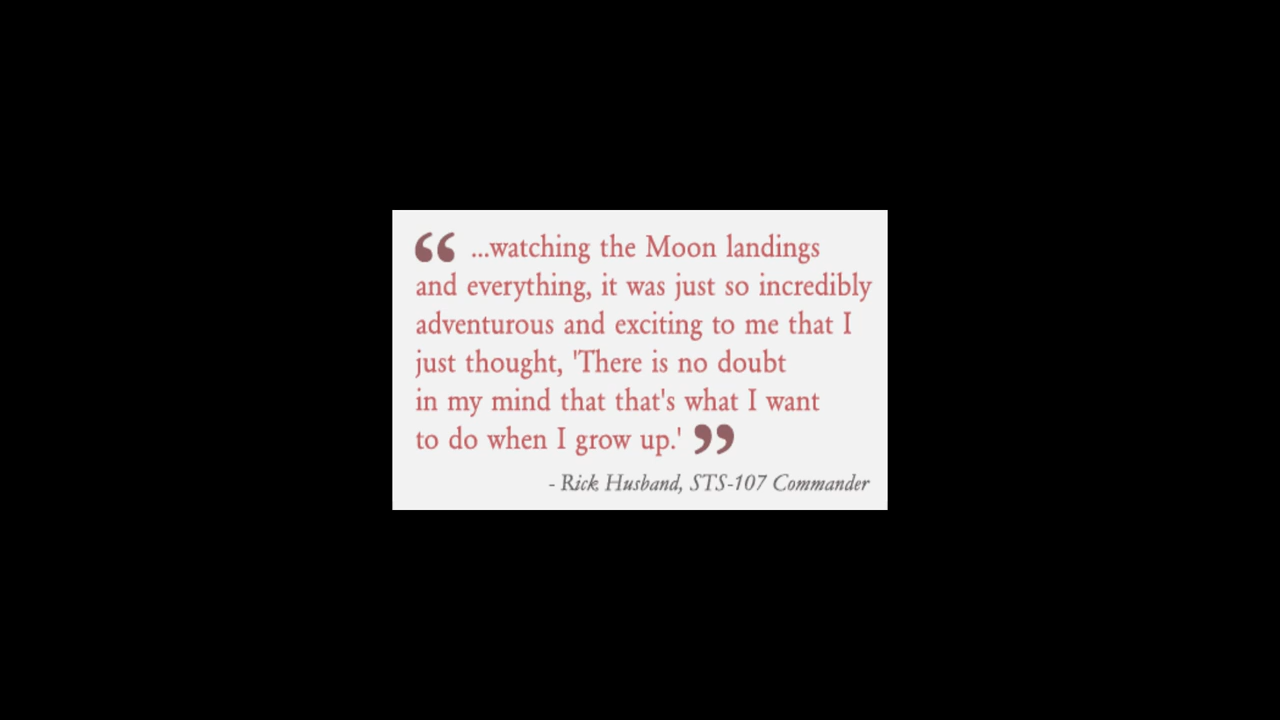 “ ...watching the Moon landings
and everything, it was just so incredibly
adventurous and exciting to me that I
just thought, 'There is no doubt
in my mind that that's what I want
to do when I grow up.' ”
- Rick Husband, STS-107 Commander